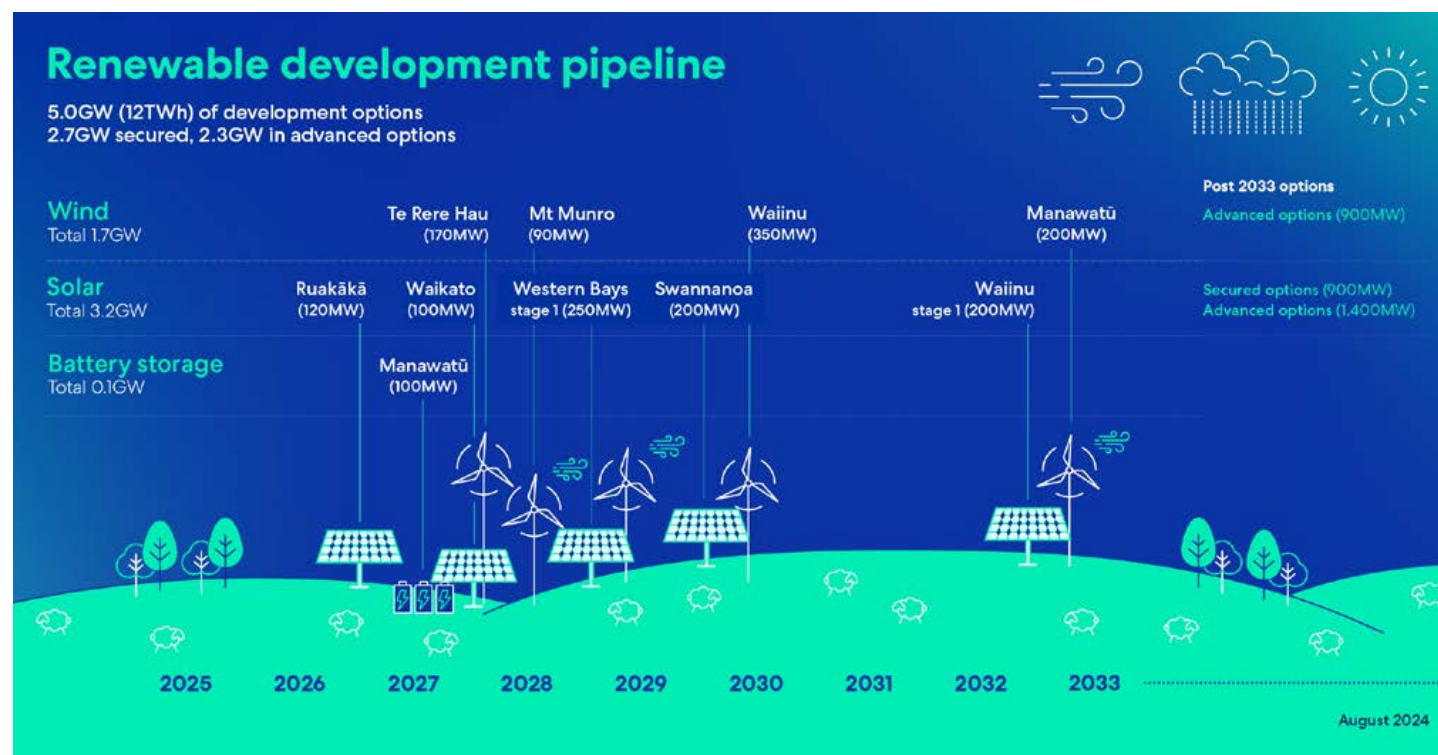 Renewable development pipeline
5.0GW (12TWh) of development options
2.7GW secured, 2.3GW in advanced options
Post 2033 options
Wind
Total 1.7GW
Te Rere Hau
(170MW)
Mt Munro
(90MW)
Waiinu
(350MW)
Manawatū
(200MW)
Advanced options (900MW)
Solar
Total 3.2GW
Ruakākā
(120MW)
Waikato
(100MW)
Western Bays
stage 1 (250MW)
Swannanoa
(200MW)
Waiinu
stage 1 (200MW)
Secured options (900MW)
Advanced options (1,400MW)
Battery storage
Total 0.1GW
Manawatū
(100MW)
2025 2026 2027 2028 2029 2030 2031 2032 2033
August 2024